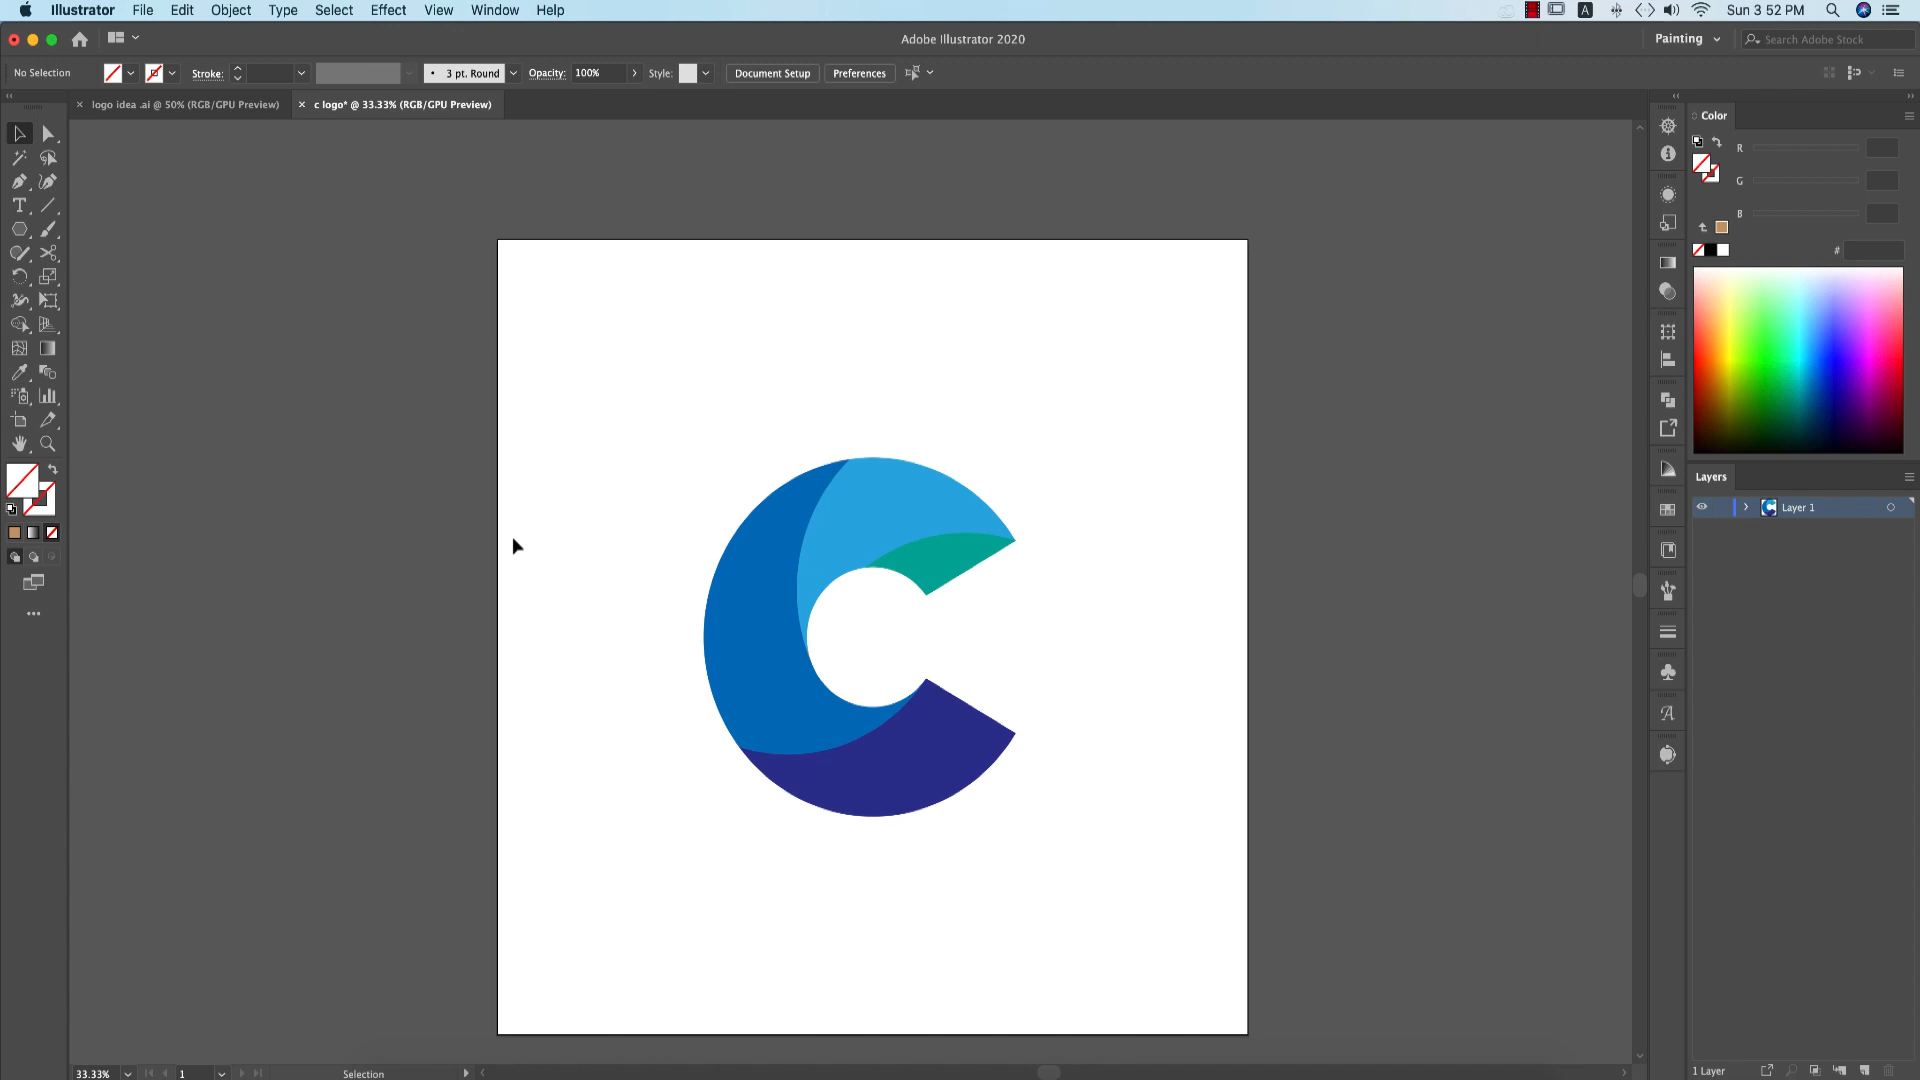 Illustrator File Edit Object Type Select Effect View Window Help A Sun 3 52 PM
Adobe Illustrator 2020 Painting Search Adobe Stock
No Selection Stroke: 3 pt. Round Opacity: 100% Style: Document Setup Preferences
logo idea .ai @ 50% (RGB/GPU Preview) c logo* @ 33.33% (RGB/GPU Preview)
Color
R
G
B
#
Layers
Layer 1
33.33% 1 Selection 1 Layer